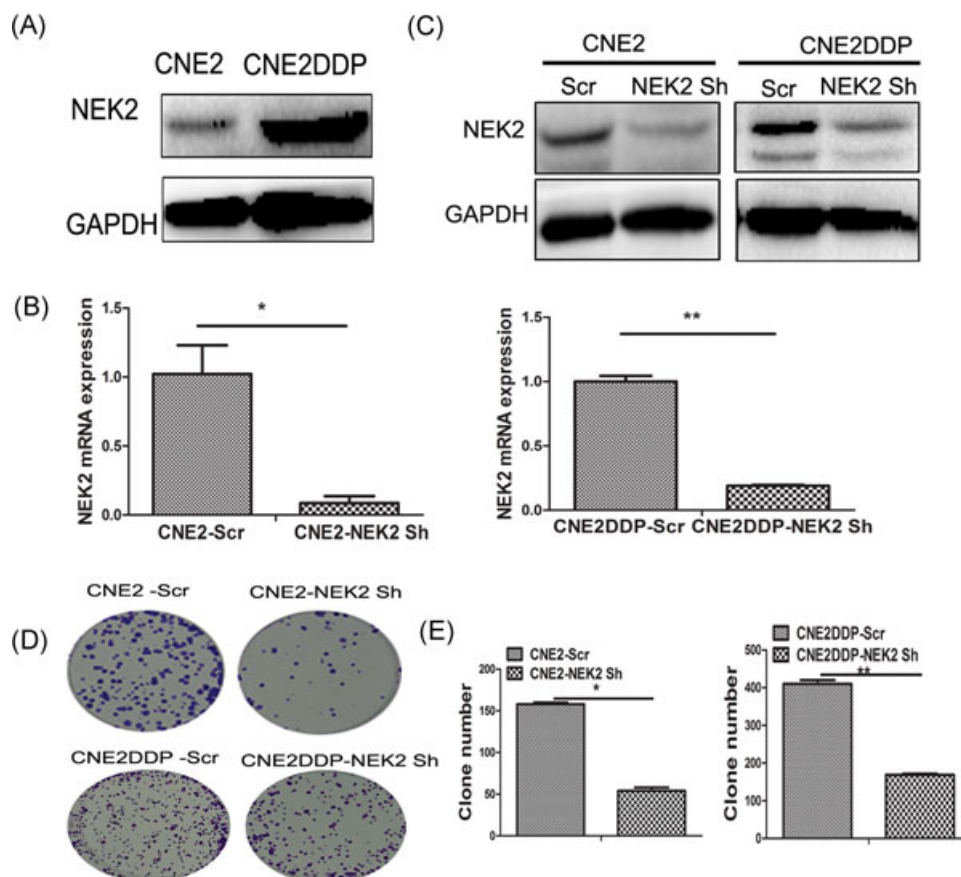 (A)
CNE2 CNE2DDP
NEK2
GAPDH
(C)
CNE2 CNE2DDP
Scr NEK2 Sh Scr NEK2 Sh
NEK2
GAPDH
(B)
NEK2 mRNA expression
1.5
1.0
0.5
0.0
*
CNE2-Scr CNE2-NEK2 Sh
NEK2 mRNA expression
1.5
1.0
0.5
0.0
**
CNE2DDP-Scr CNE2DDP-NEK2 Sh
(D)
CNE2 -Scr CNE2-NEK2 Sh
CNE2DDP -Scr CNE2DDP-NEK2 Sh
(E)
CNE2-Scr
CNE2-NEK2 Sh
Clone number
200
150
100
50
0
*
CNE2DDP-Scr
CNE2DDP-NEK2 Sh
Clone number
500
400
300
200
100
0
**